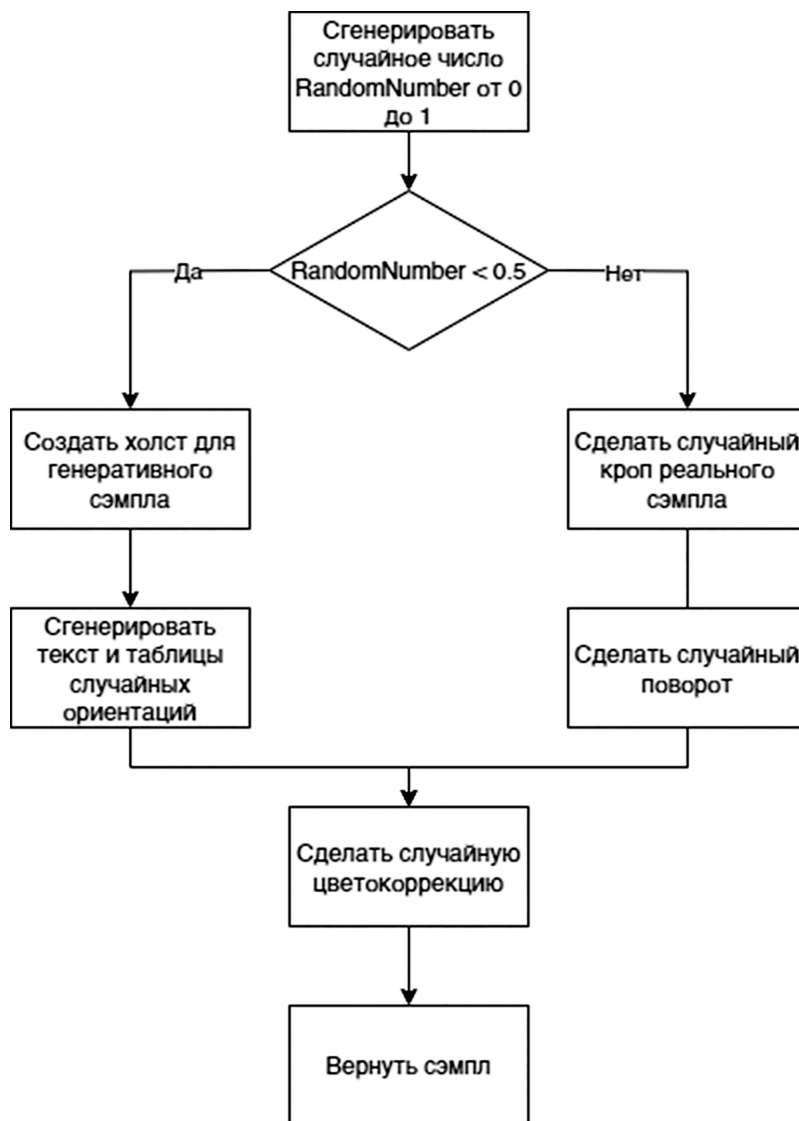 Сгенерировать
случайное число
RandomNumber от 0
до 1
RandomNumber < 0.5
Да
Нет
Создать холст для
генеративного
сэмпла
Сделать случайный
кроп реального
сэмпла
Сгенерировать
текст и таблицы
случайных
ориентаций
Сделать случайный
поворот
Сделать случайную
цветокоррекцию
Вернуть сэмпл